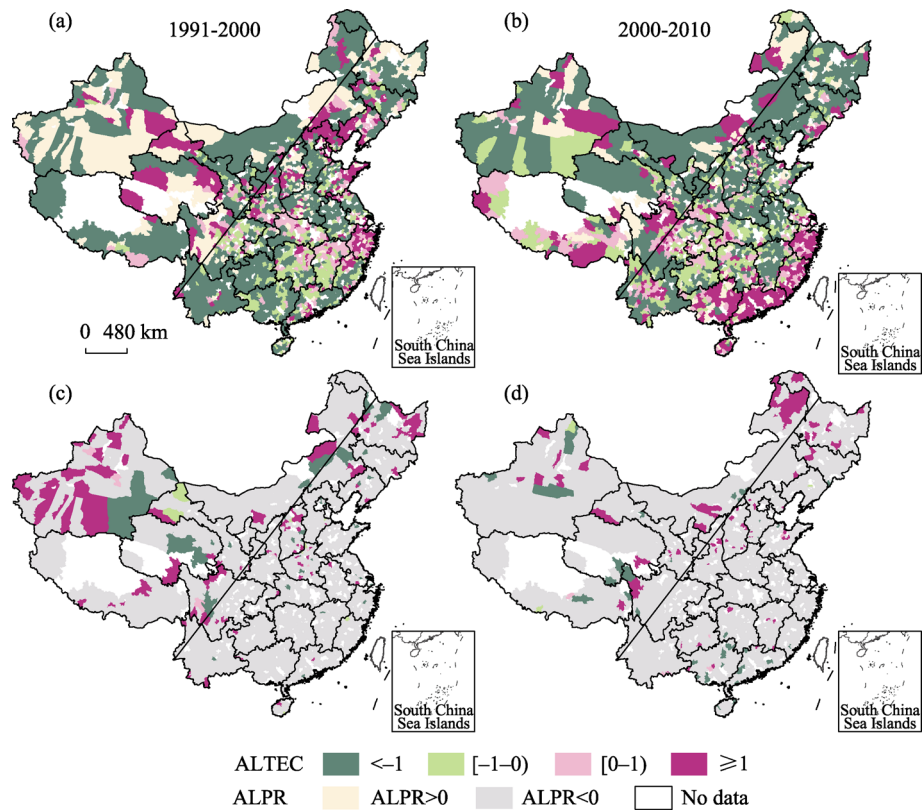 (a) 1991-2000
(b) 2000-2010
0 480 km
South China
Sea Islands
South China
Sea Islands
(c)
(d)
South China
Sea Islands
South China
Sea Islands
ALTEC <–1 [–1–0) [0–1) ⩾1
ALPR ALPR>0 ALPR<0 No data